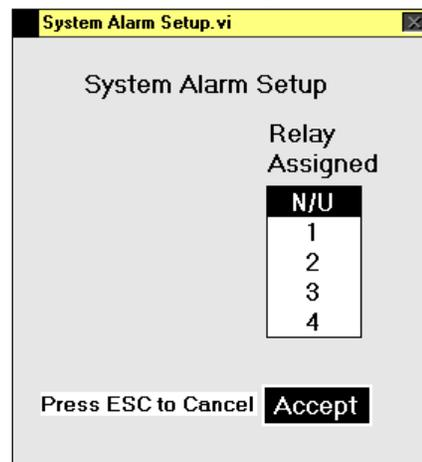 System Alarm Setup.vi
System Alarm Setup
Relay
Assigned
N/U
1
2
3
4
Press ESC to Cancel Accept